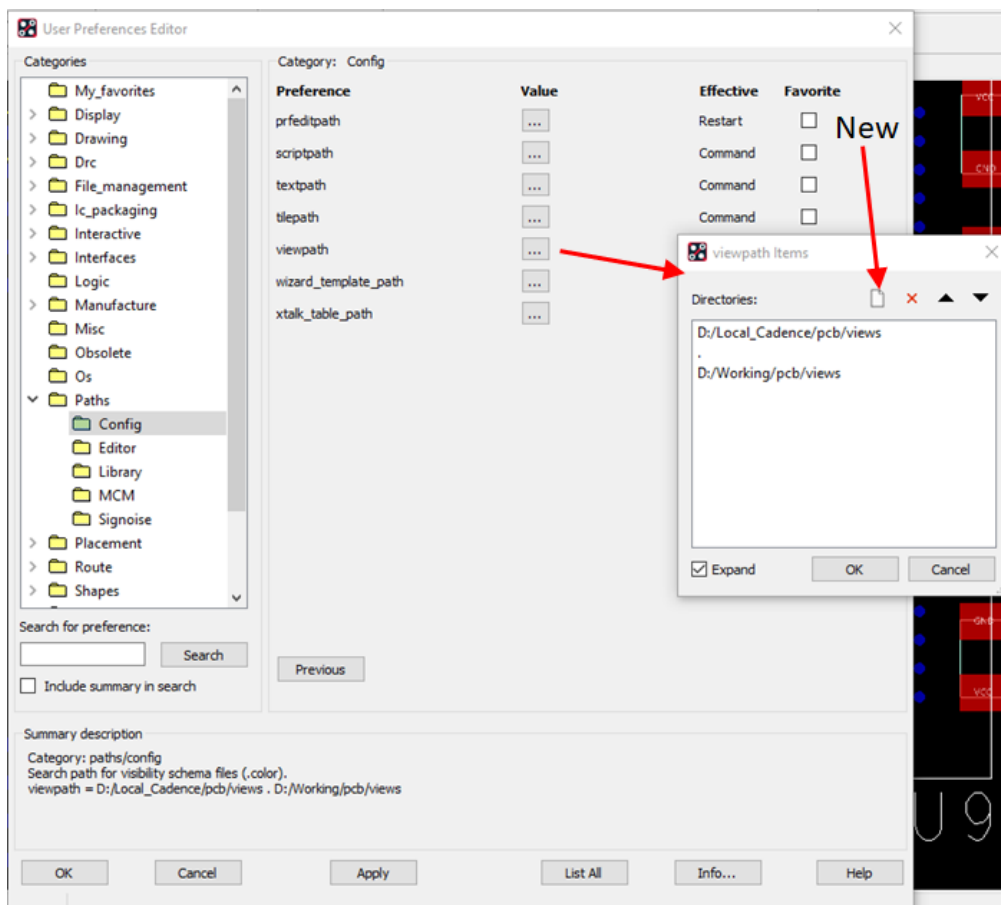 User Preferences Editor
Categories
My_favorites
Display
Drawing
Drc
File_management
Ic_packaging
Interactive
Interfaces
Logic
Manufacture
Misc
Obsolete
Os
Paths
Config
Editor
Library
MCM
Signoise
Placement
Route
Shapes
Search for preference:
Search
Include summary in search
Category: Config
Preference Value Effective Favorite
prfeditpath ... Restart
scriptpath ... Command
textpath ... Command
tilepath ... Command
viewpath ...
wizard_template_path ...
xtalk_table_path ...
Previous
New
viewpath Items
Directories:
D:/Local_Cadence/pcb/views
.
D:/Working/pcb/views
Expand OK Cancel
Summary description
Category: paths/config
Search path for visibility schema files (.color).
viewpath = D:/Local_Cadence/pcb/views . D:/Working/pcb/views
OK Cancel Apply List All Info... Help
VCC
GND
GND
VCC
U9